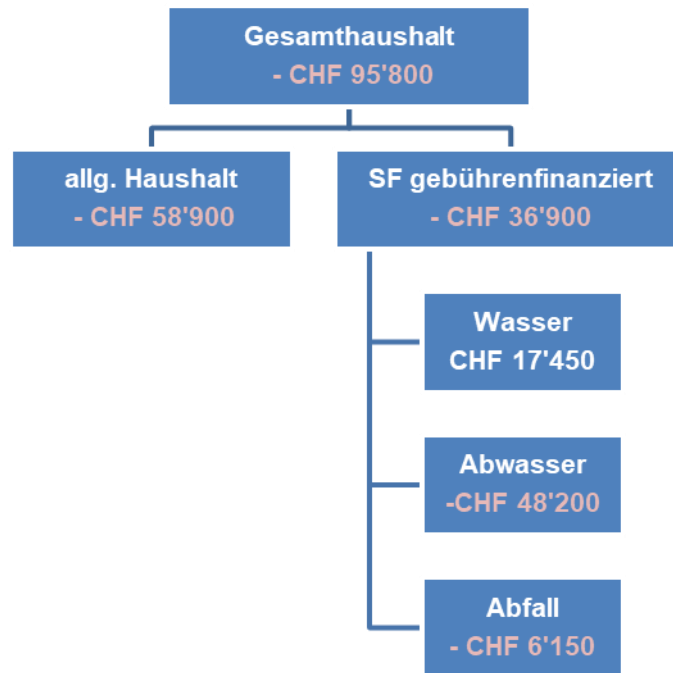 Gesamthaushalt
- CHF 95'800
allg. Haushalt
- CHF 58'900
SF gebührenfinanziert
- CHF 36'900
Wasser
CHF 17'450
Abwasser
-CHF 48'200
Abfall
- CHF 6'150